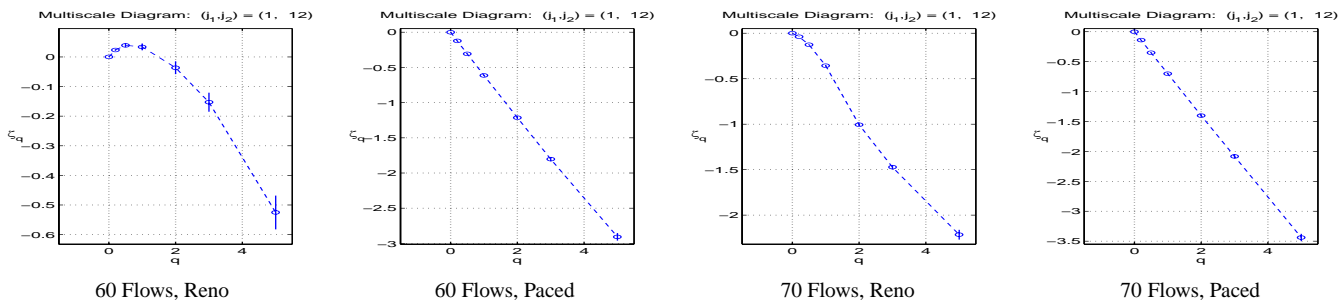 Multiscale Diagram: (j1,j2) = (1, 12)
0
−0.1
−0.2
−0.3
−0.4
−0.5
−0.6
ξq
0 2 4
q
60 Flows, Reno
Multiscale Diagram: (j1,j2) = (1, 12)
0
−0.5
−1
−1.5
−2
−2.5
−3
ξq
0 2 4
q
60 Flows, Paced
Multiscale Diagram: (j1,j2) = (1, 12)
0
−0.5
−1
−1.5
−2
ξq
0 2 4
q
70 Flows, Reno
Multiscale Diagram: (j1,j2) = (1, 12)
0
−0.5
−1
−1.5
−2
−2.5
−3
−3.5
ξq
0 2 4
q
70 Flows, Paced